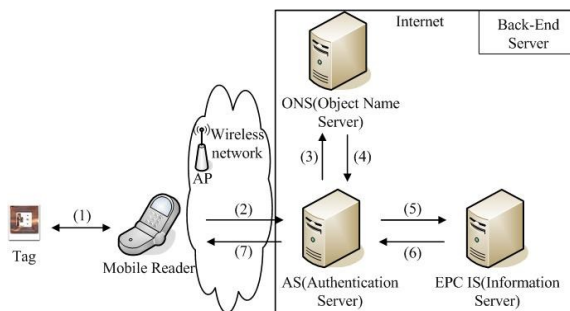 Internet
Back-End
Server
ONS(Object Name
Server)
Wireless
network
AP
(3)
(4)
(1)
(2)
(5)
(7)
(6)
Tag
Mobile Reader
AS(Authentication
Server)
EPC IS(Information
Server)